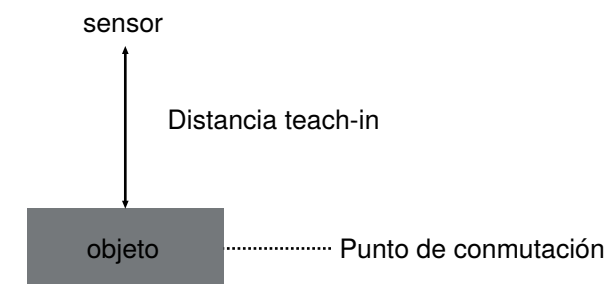 sensor
Distancia teach-in
objeto
Punto de conmutación